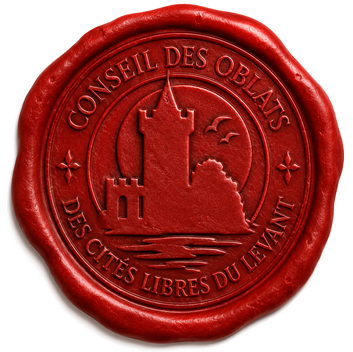 CONSEIL DES OBLATS
DES CITÉS LIBRES DU LEVANT